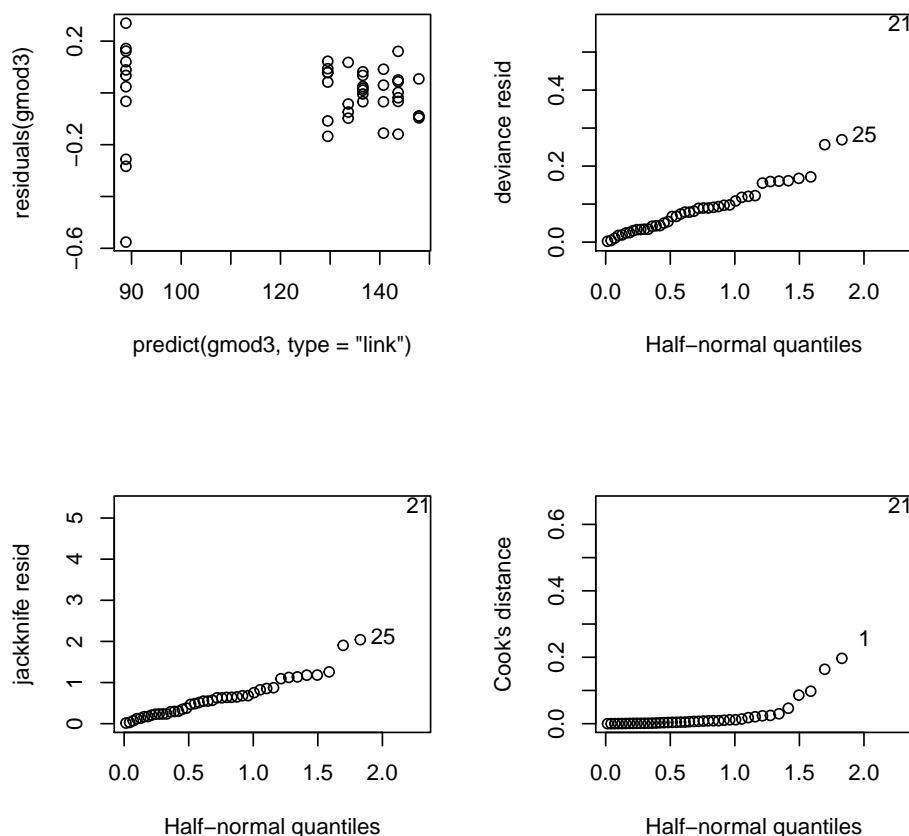 residuals(gmod3)
0.2
−0.2
−0.6
90 100 120 140
predict(gmod3, type = "link")
deviance resid
0.4
0.2
0.0
21
25
0.0 0.5 1.0 1.5 2.0
Half−normal quantiles
jackknife resid
5
4
3
2
1
0
21
25
0.0 0.5 1.0 1.5 2.0
Half−normal quantiles
Cook's distance
0.6
0.4
0.2
0.0
21
1
0.0 0.5 1.0 1.5 2.0
Half−normal quantiles